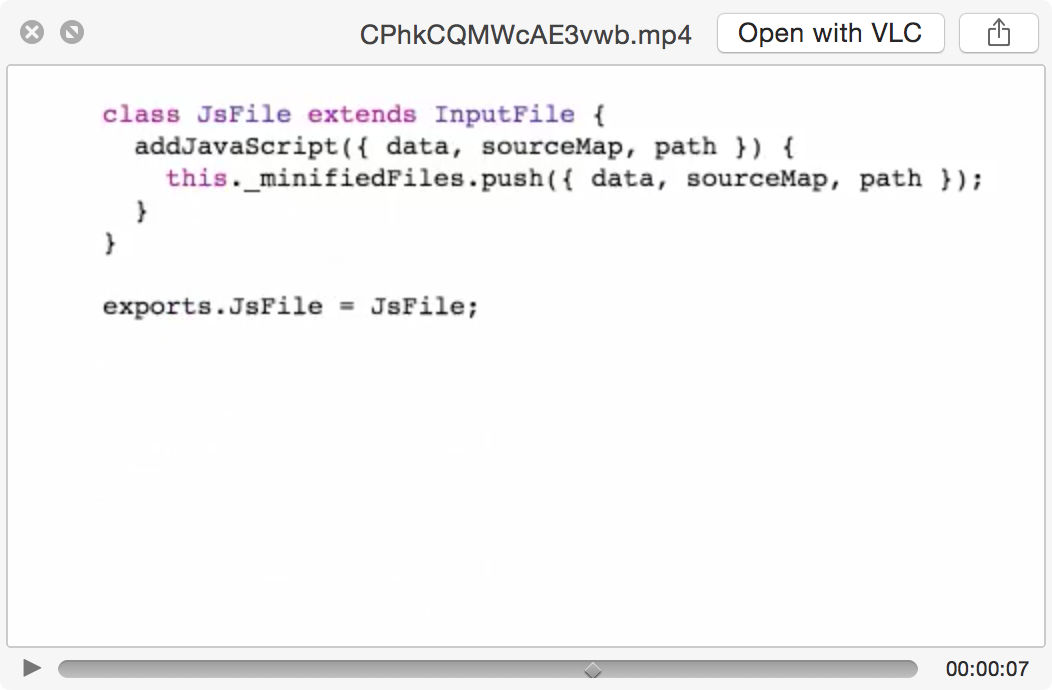 CPhkCQMWcAE3vwb.mp4 Open with VLC
class JsFile extends InputFile {
  addJavaScript({ data, sourceMap, path }) {
    this._minifiedFiles.push({ data, sourceMap, path });
  }
}
exports.JsFile = JsFile;
00:00:07